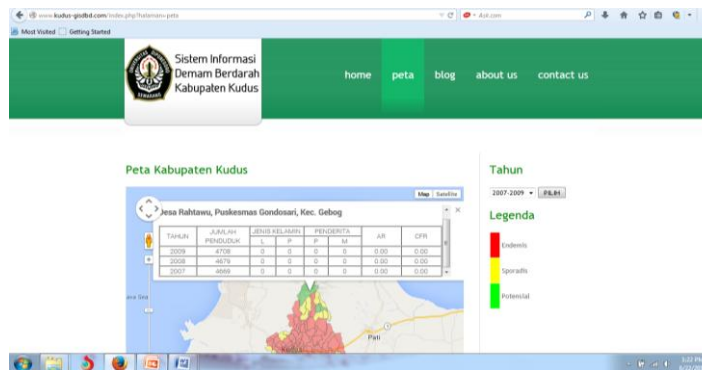 www.kudus-gisdbd.com/index.php?halaman=peta
Ask.com
Most Visited
Getting Started
Sistem Informasi
Demam Berdarah
Kabupaten Kudus
home
peta
blog
about us
contact us
Peta Kabupaten Kudus
Tahun
2007-2009
PILIH
Legenda
Endemis
Sporadis
Potensial
Map
Satellite
Desa Rahtawu, Puskesmas Gondosari, Kec. Gebog
TAHUN JUMLAH PENDUDUK JENIS KELAMIN PENDERITA AR CFR
L P P M
2009 4708 0 0 0 0 0.00 0.00
2008 4679 0 0 0 0 0.00 0.00
2007 4666 0 0 0 0 0.00 0.00
Pati